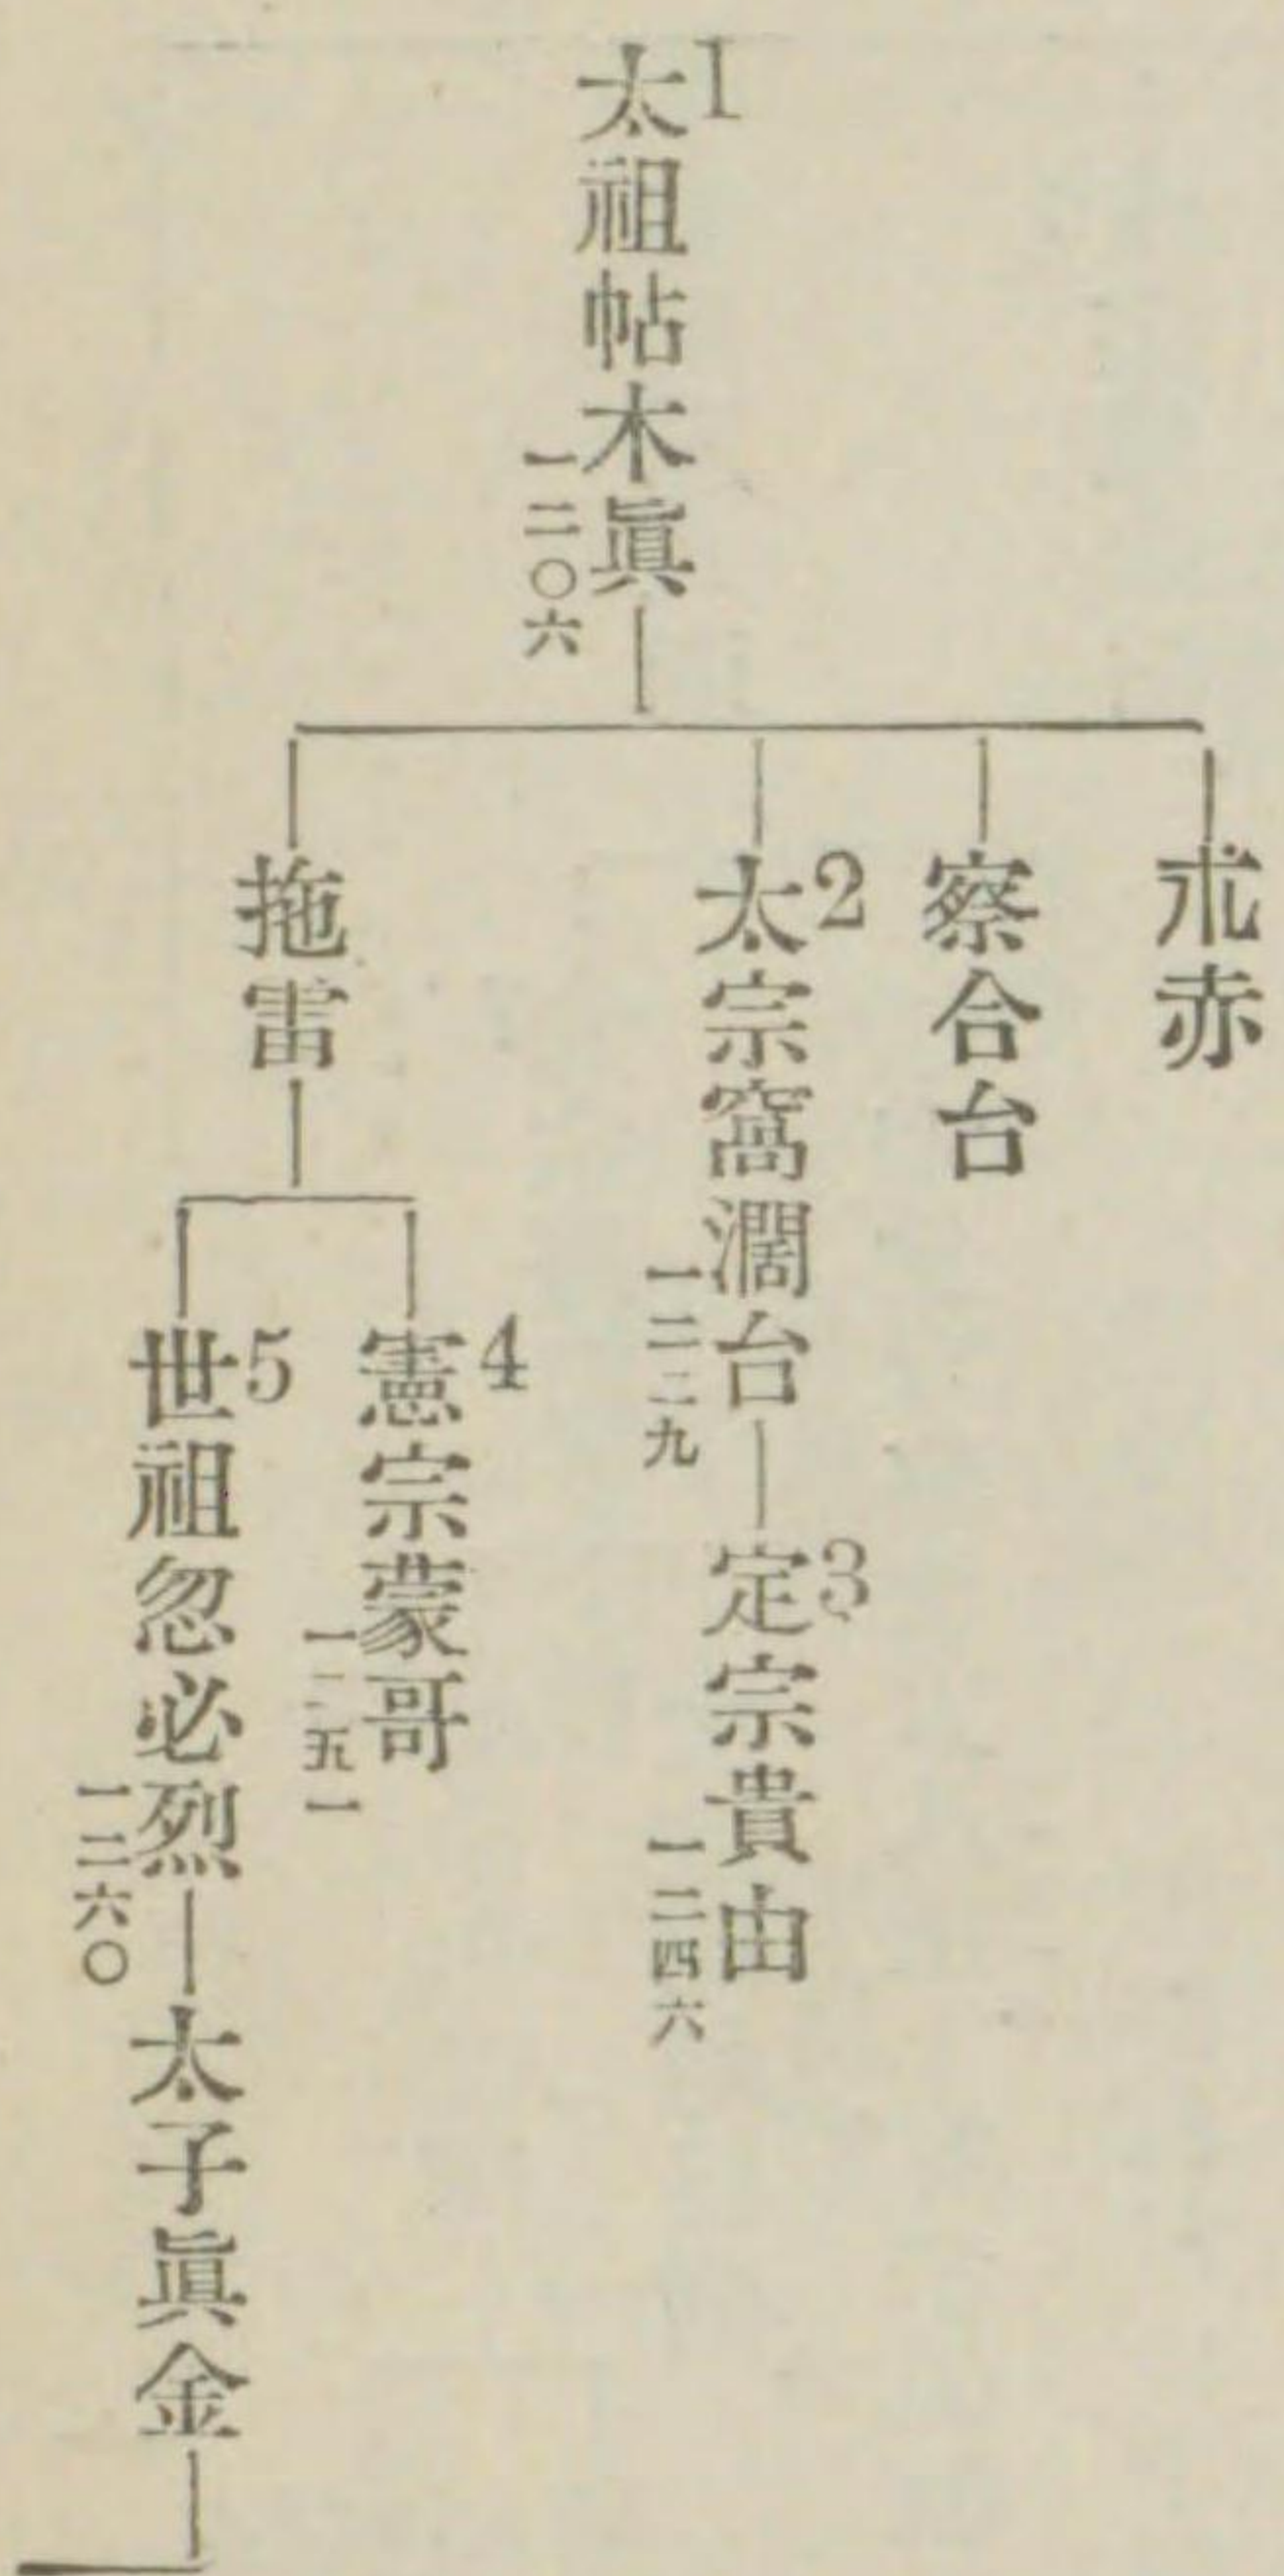 1
太祖帖木眞
一二〇六
朮赤
察合台
2
太宗窩濶台
一二二九
3
定宗貴由
一二四六
拖雷
4
憲宗蒙哥
一二五一
5
世祖忽必烈
一二六〇
太子眞金